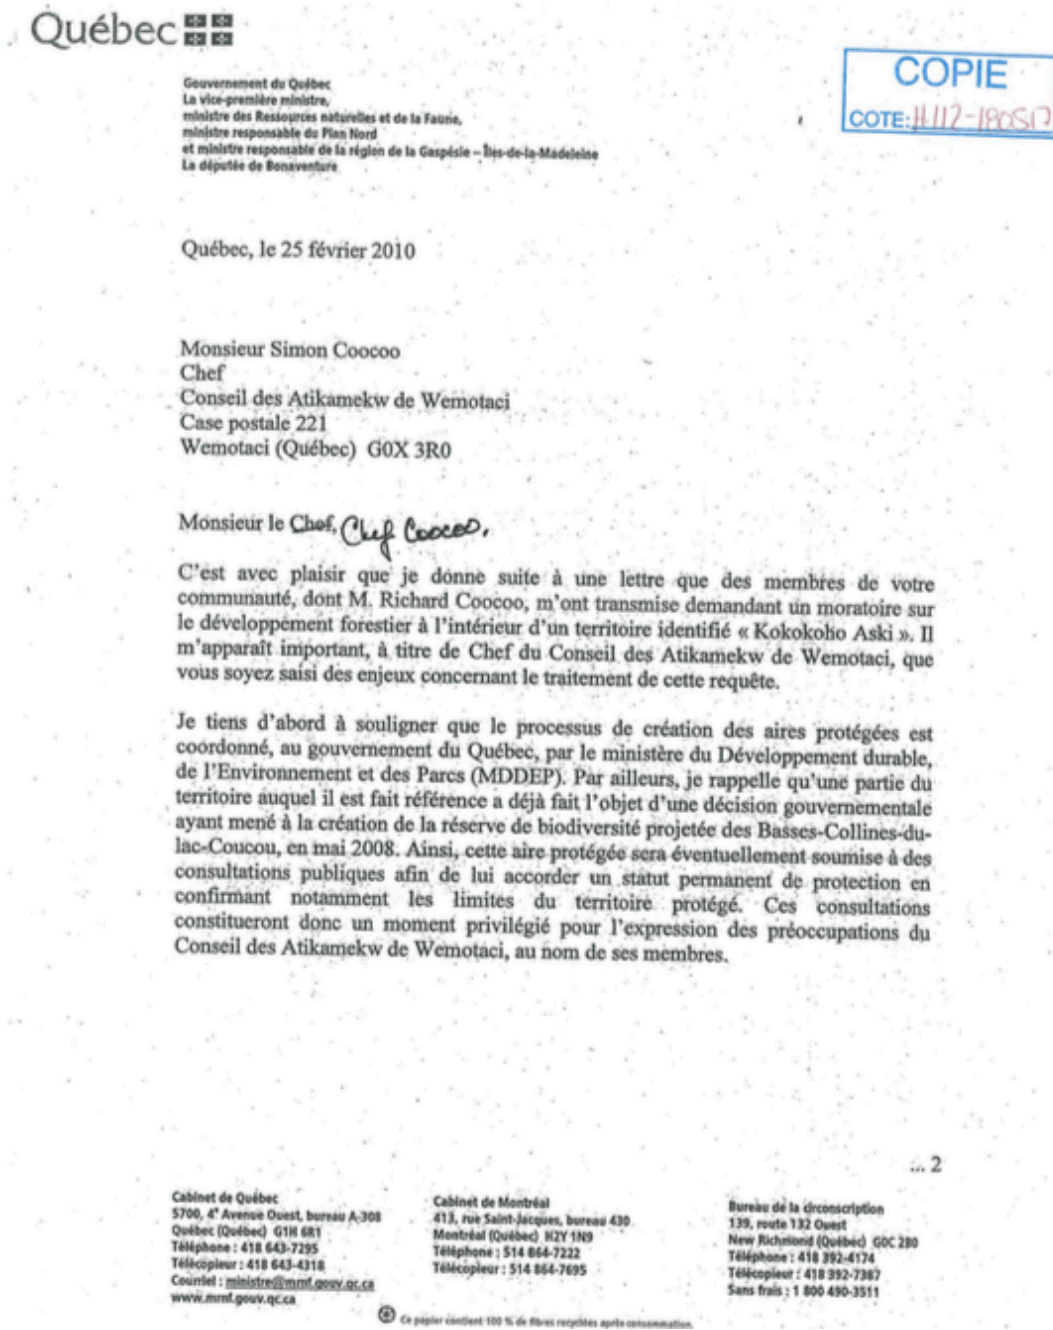 Québec
COPIE
COTE:
Gouvernement du Québec
La vice-première ministre,
ministre des Ressources naturelles et de la Faune,
ministre responsable du Plan Nord
et ministre responsable de la région de la Gaspésie – Îles-de-la-Madeleine
La députée de Bonaventure
Québec, le 25 février 2010
Monsieur Simon Coocoo
Chef
Conseil des Atikamekw de Wemotaci
Case postale 221
Wemotaci (Québec) G0X 3R0
Monsieur le Chef, Chef Coocoo,
C'est avec plaisir que je donne suite à une lettre que des membres de votre
communauté, dont M. Richard Coocoo, m'ont transmise demandant un moratoire sur
le développement forestier à l'intérieur d'un territoire identifié « Kokokoho Aski ». Il
m'apparaît important, à titre de Chef du Conseil des Atikamekw de Wemotaci, que
vous soyez saisi des enjeux concernant le traitement de cette requête.
Je tiens d'abord à souligner que le processus de création des aires protégées est
coordonné, au gouvernement du Québec, par le ministère du Développement durable,
de l'Environnement et des Parcs (MDDEP). Par ailleurs, je rappelle qu'une partie du
territoire auquel il est fait référence a déjà fait l'objet d'une décision gouvernementale
ayant mené à la création de la réserve de biodiversité projetée des Basses-Collines-du-
lac-Coucou, en mai 2008. Ainsi, cette aire protégée sera éventuellement soumise à des
consultations publiques afin de lui accorder un statut permanent de protection en
confirmant notamment les limites du territoire protégé. Ces consultations
constitueront donc un moment privilégié pour l'expression des préoccupations du
Conseil des Atikamekw de Wemotaci, au nom de ses membres.
... 2
Cabinet de Québec
5700, 4e Avenue Ouest, bureau A-308
Québec (Québec) G1H 6R1
Téléphone : 418 643-7295
Télécopieur : 418 643-4318
Courriel : ministre@mrnf.gouv.qc.ca
www.mrnf.gouv.qc.ca
Cabinet de Montréal
413, rue Saint-Jacques, bureau 430
Montréal (Québec) H2Y 1N9
Téléphone : 514 864-7222
Télécopieur : 514 864-7695
Bureau de la circonscription
139, route 132 Ouest
New Richmond (Québec) G0C 2B0
Téléphone : 418 392-4174
Télécopieur : 418 392-7387
Sans frais : 1 800 490-3511
Ce papier contient 100 % de fibres recyclées après consommation.